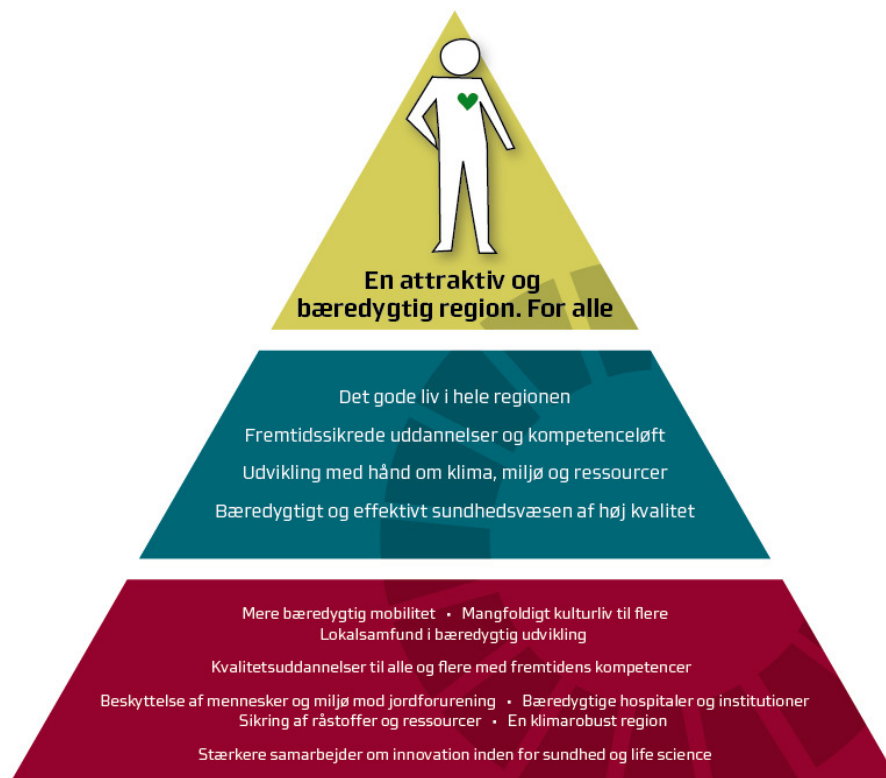 En attraktiv og
bæredygtig region. For alle
Det gode liv i hele regionen
Fremtidssikrede uddannelser og kompetenceløft
Udvikling med hånd om klima, miljø og ressourcer
Bæredygtigt og effektivt sundhedsvæsen af høj kvalitet
Mere bæredygtig mobilitet • Mangfoldigt kulturliv til flere
Lokalsamfund i bæredygtig udvikling
Kvalitetsuddannelser til alle og flere med fremtidens kompetencer
Beskyttelse af mennesker og miljø mod jordforurening • Bæredygtige hospitaler og institutioner
Sikring af råstoffer og ressourcer • En klimarobust region
Stærkere samarbejder om innovation inden for sundhed og life science